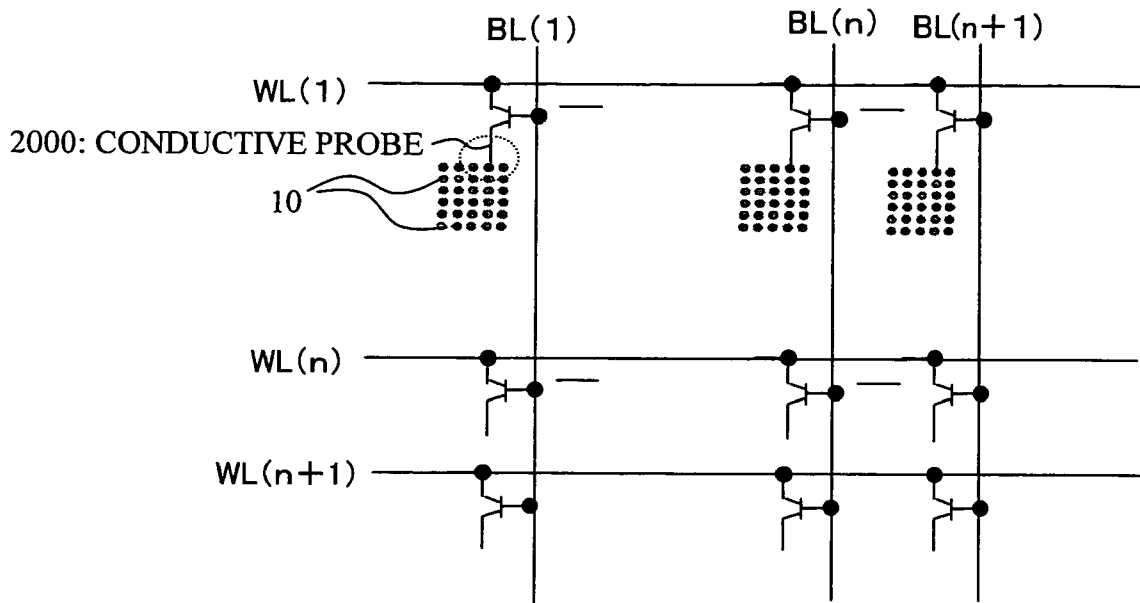 BL(1)
BL(n)
BL(n+1)
WL(1)
2000: CONDUCTIVE PROBE
10
WL(n)
WL(n+1)